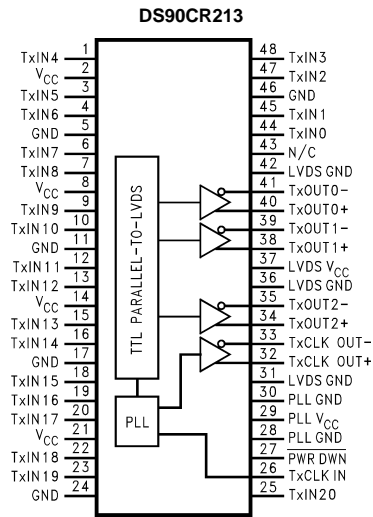 DS90CR213
TxIN4 1
VCC 2
TxIN5 3
TxIN6 4
GND 5
TxIN7 6
TxIN8 7
VCC 8
TxIN9 9
TxIN10 10
GND 11
TxIN11 12
TxIN12 13
VCC 14
TxIN13 15
TxIN14 16
GND 17
TxIN15 18
TxIN16 19
TxIN17 20
VCC 21
TxIN18 22
TxIN19 23
GND 24
TTL PARALLEL-TO-LVDS
PLL
48 TxIN3
47 TxIN2
46 GND
45 TxIN1
44 TxIN0
43 N/C
42 LVDS GND
41 TxOUT0-
40 TxOUT0+
39 TxOUT1-
38 TxOUT1+
37 LVDS VCC
36 LVDS GND
35 TxOUT2-
34 TxOUT2+
33 TxCLK OUT-
32 TxCLK OUT+
31 LVDS GND
30 PLL GND
29 PLL VCC
28 PLL GND
27 PWR DWN
26 TxCLK IN
25 TxIN20